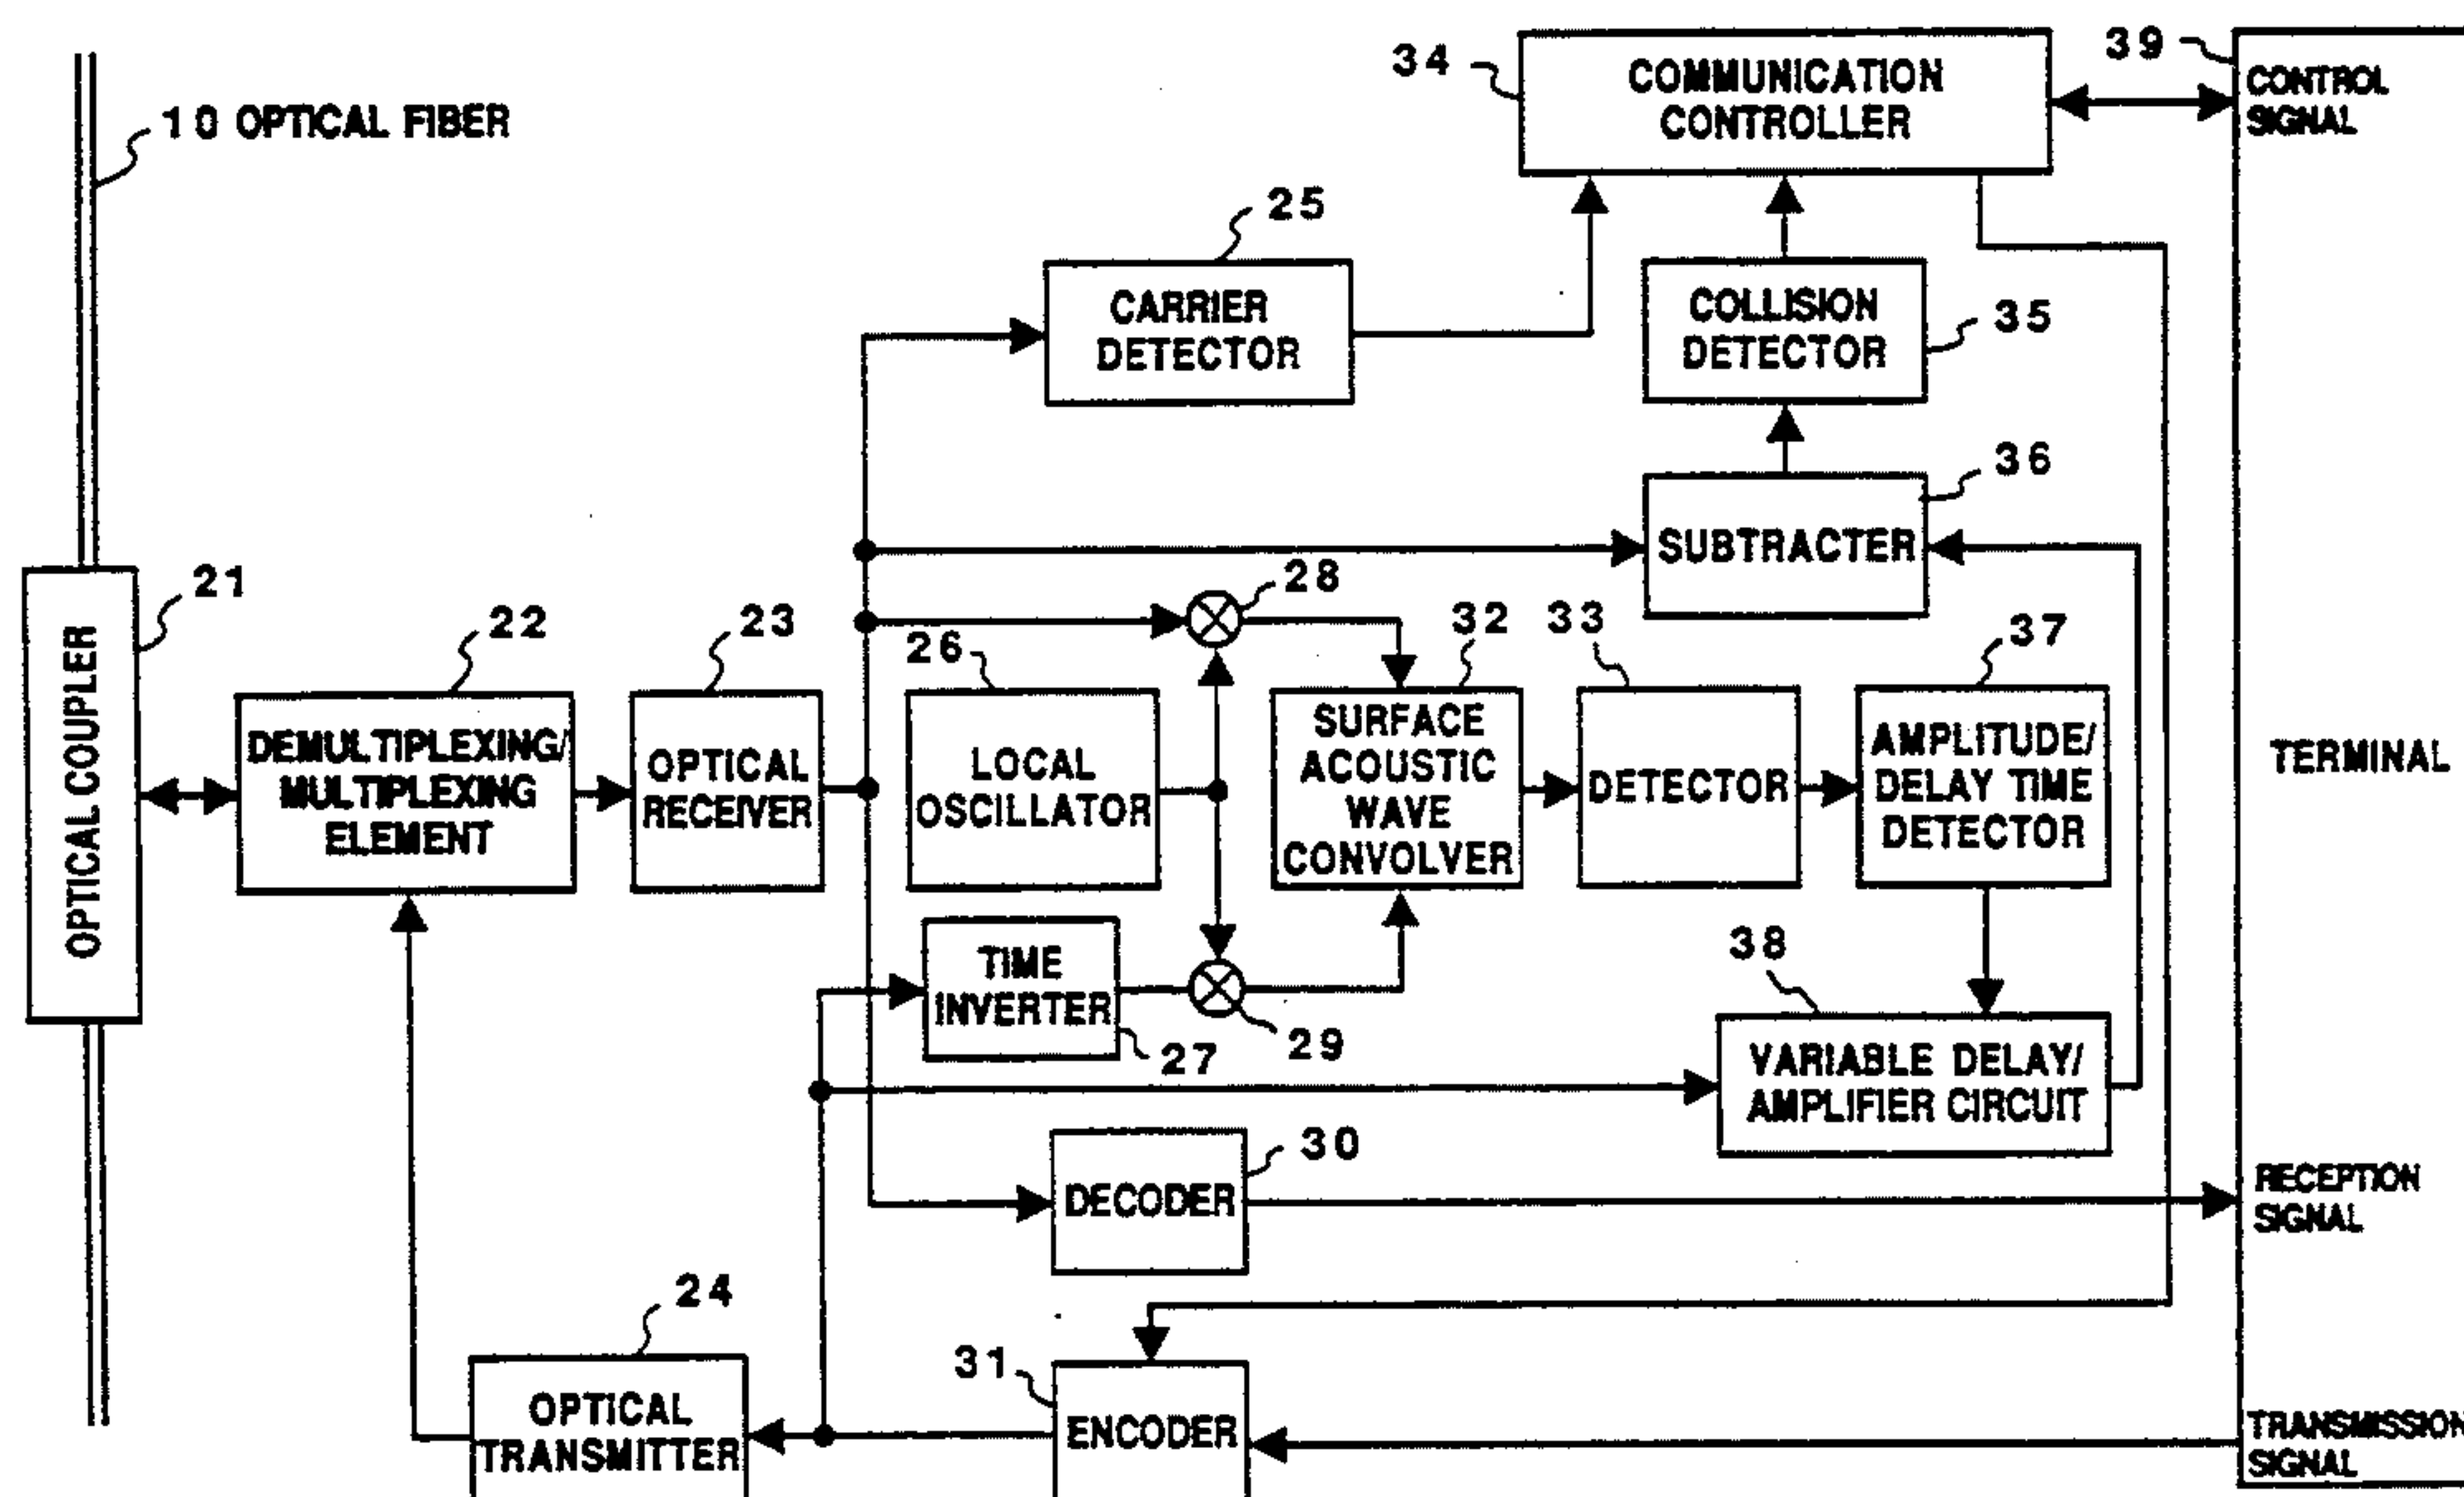 34
COMMUNICATION
CONTROLLER
39
CONTROL
SIGNAL
10 OPTICAL FIBER
25
CARRIER
DETECTOR
COLLISION
DETECTOR
35
36
SUBTRACTER
21
OPTICAL COUPLER
22
DEMULTIPLEXING/
MULTIPLEXING
ELEMENT
23
OPTICAL
RECEIVER
26
LOCAL
OSCILLATOR
28
32
SURFACE
ACOUSTIC
WAVE
CONVOLVER
33
DETECTOR
37
AMPLITUDE/
DELAY TIME
DETECTOR
TERMINAL
TIME
INVERTER
27
29
38
VARIABLE DELAY/
AMPLIFIER CIRCUIT
30
DECODER
RECEPTION
SIGNAL
24
OPTICAL
TRANSMITTER
31
ENCODER
TRANSMISSION
SIGNAL